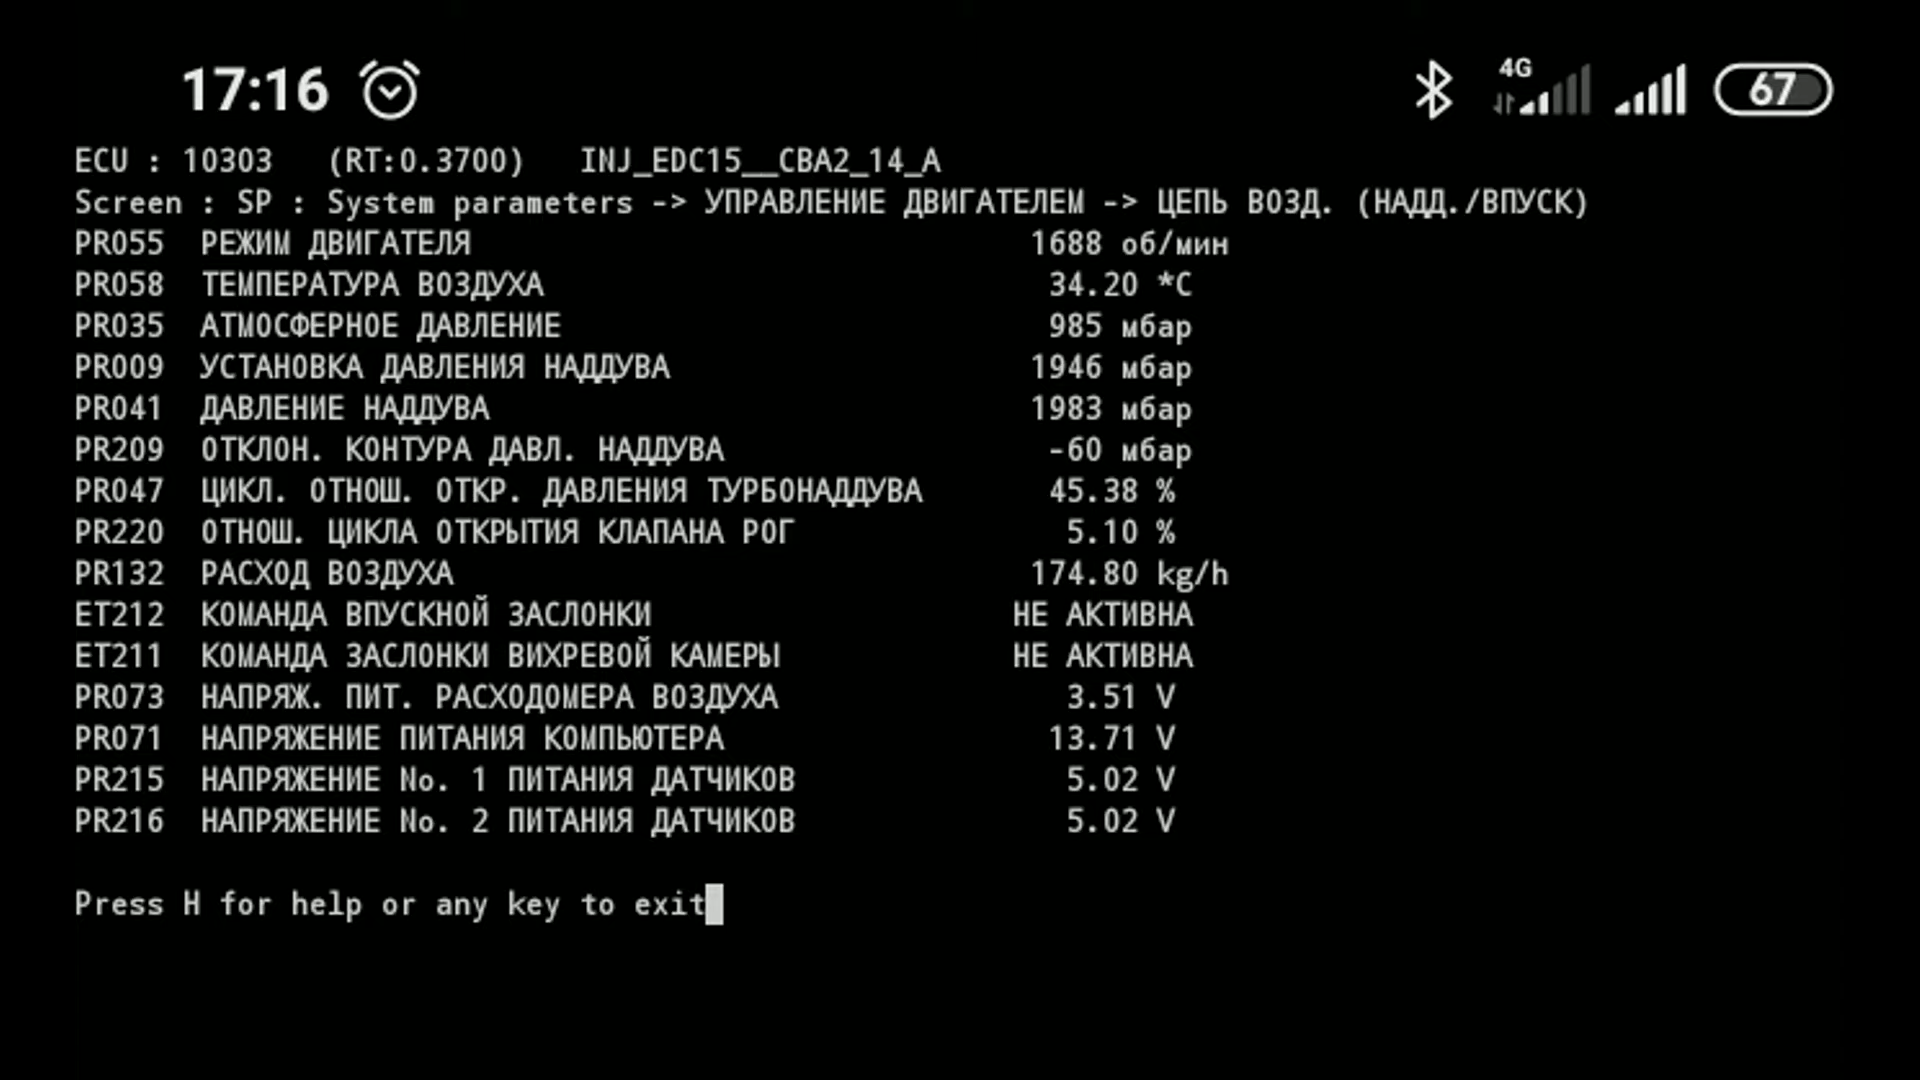 17:16 4G 67
ECU : 10303 (RT:0.3700) INJ_EDC15__CBA2_14_A
Screen : SP : System parameters -> УПРАВЛЕНИЕ ДВИГАТЕЛЕМ -> ЦЕПЬ ВОЗД. (НАДД./ВПУСК)
PR055 РЕЖИМ ДВИГАТЕЛЯ 1688 об/мин
PR058 ТЕМПЕРАТУРА ВОЗДУХА 34.20 *C
PR035 АТМОСФЕРНОЕ ДАВЛЕНИЕ 985 мбар
PR009 УСТАНОВКА ДАВЛЕНИЯ НАДДУВА 1946 мбар
PR041 ДАВЛЕНИЕ НАДДУВА 1983 мбар
PR209 ОТКЛОН. КОНТУРА ДАВЛ. НАДДУВА -60 мбар
PR047 ЦИКЛ. ОТНОШ. ОТКР. ДАВЛЕНИЯ ТУРБОНАДДУВА 45.38 %
PR220 ОТНОШ. ЦИКЛА ОТКРЫТИЯ КЛАПАНА РОГ 5.10 %
PR132 РАСХОД ВОЗДУХА 174.80 kg/h
ET212 КОМАНДА ВПУСКНОЙ ЗАСЛОНКИ НЕ АКТИВНА
ET211 КОМАНДА ЗАСЛОНКИ ВИХРЕВОЙ КАМЕРЫ НЕ АКТИВНА
PR073 НАПРЯЖ. ПИТ. РАСХОДОМЕРА ВОЗДУХА 3.51 V
PR071 НАПРЯЖЕНИЕ ПИТАНИЯ КОМПЬЮТЕРА 13.71 V
PR215 НАПРЯЖЕНИЕ No. 1 ПИТАНИЯ ДАТЧИКОВ 5.02 V
PR216 НАПРЯЖЕНИЕ No. 2 ПИТАНИЯ ДАТЧИКОВ 5.02 V
Press H for help or any key to exit